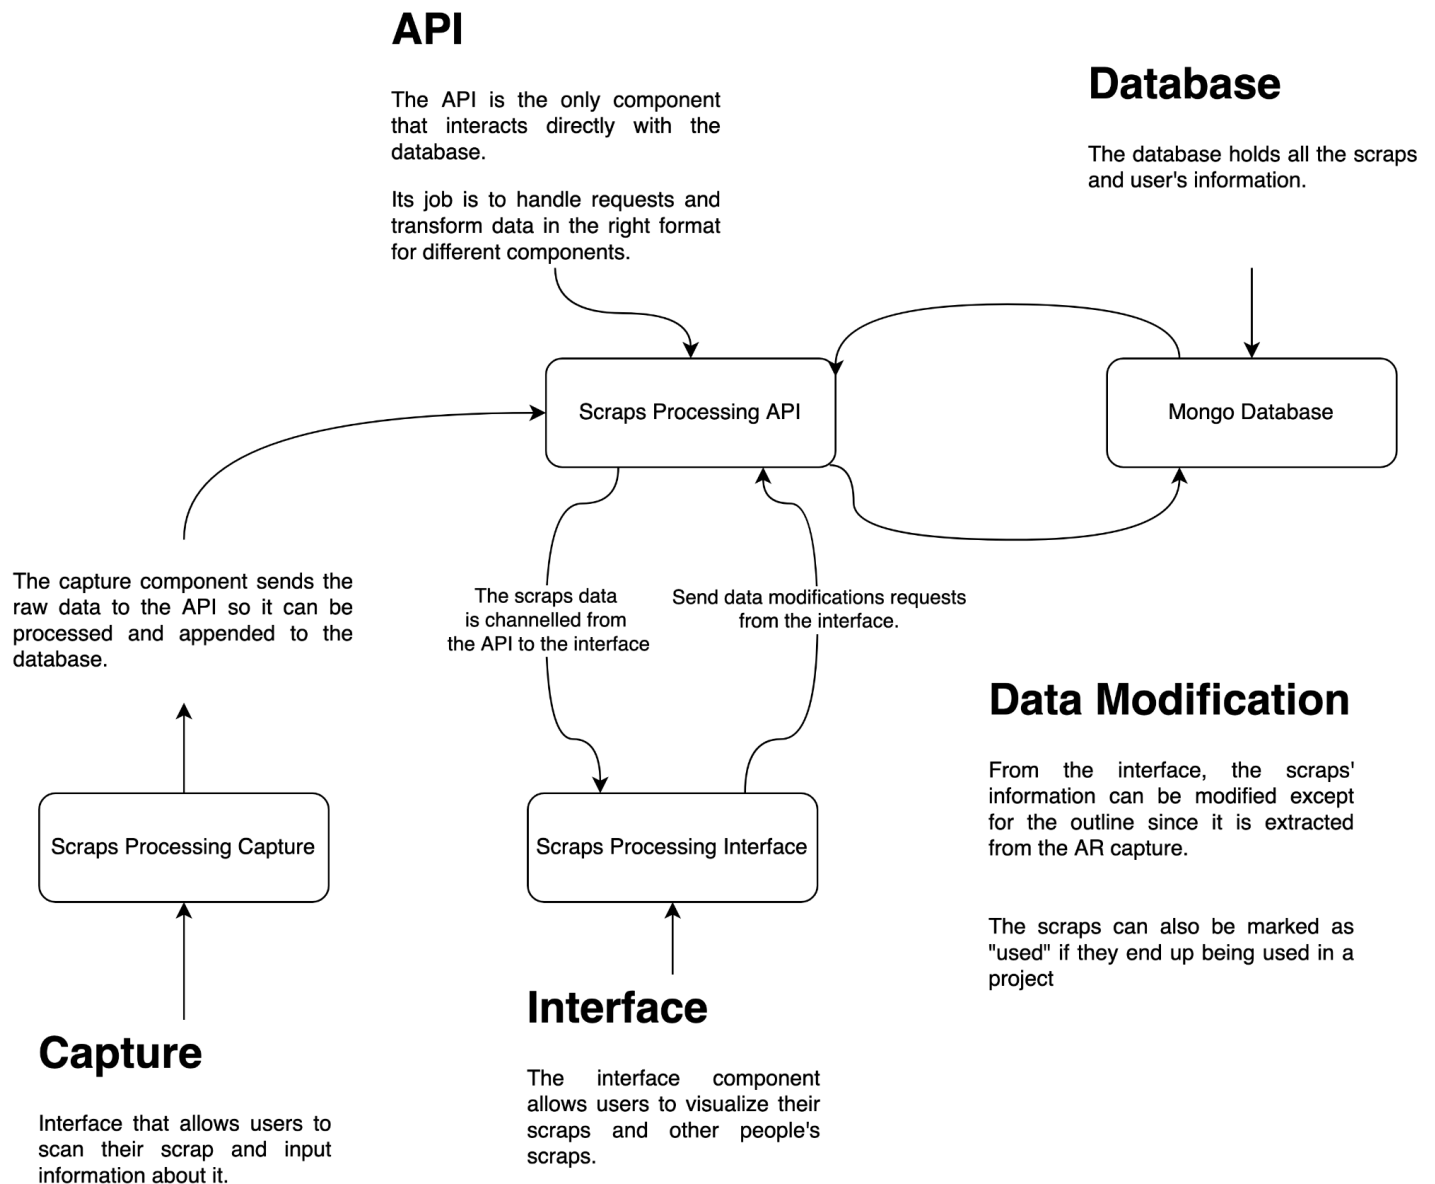 API
The API is the only component
that interacts directly with the
database.
Its job is to handle requests and
transform data in the right format
for different components.
Database
The database holds all the scraps
and user's information.
Scraps Processing API
Mongo Database
The capture component sends the
raw data to the API so it can be
processed and appended to the
database.
The scraps data
is channelled from
the API to the interface
Send data modifications requests
from the interface.
Data Modification
From the interface, the scraps'
information can be modified except
for the outline since it is extracted
from the AR capture.
The scraps can also be marked as
"used" if they end up being used in a
project
Scraps Processing Capture
Scraps Processing Interface
Capture
Interface that allows users to
scan their scrap and input
information about it.
Interface
The interface component
allows users to visualize their
scraps and other people's
scraps.